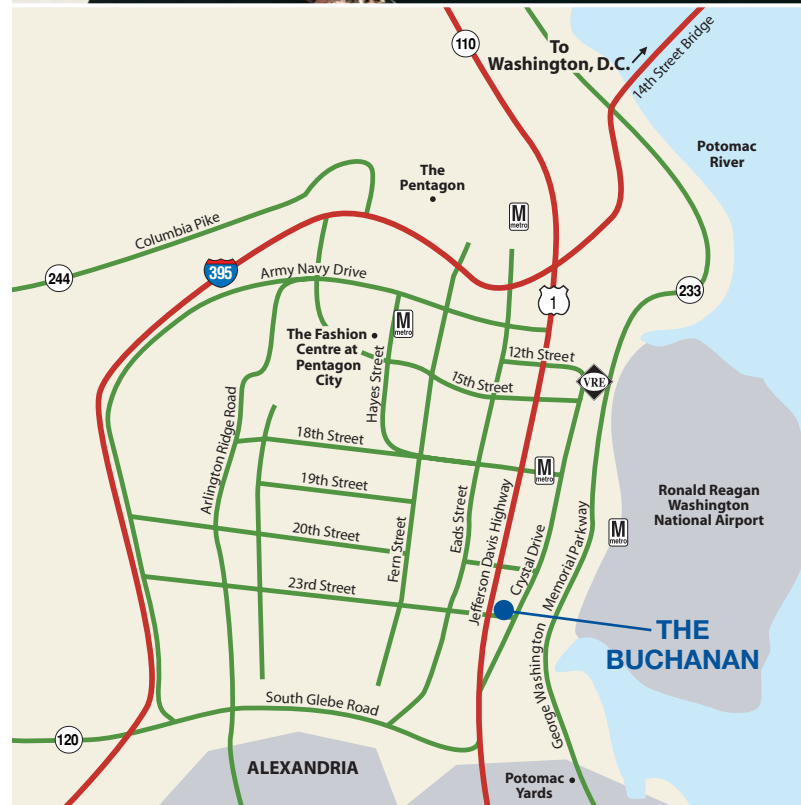 110
To
Washington, D.C.
14th Street Bridge
Potomac
River
The
Pentagon
M
metro
Columbia Pike
244
395
Army Navy Drive
1
233
The Fashion
Centre at
Pentagon
City
M
metro
12th Street
15th Street
VRE
Hayes Street
Arlington Ridge Road
18th Street
M
metro
19th Street
Ronald Reagan
Washington
National Airport
M
metro
20th Street
Fern Street
Eads Street
Jefferson Davis Highway
Crystal Drive
George Washington Memorial Parkway
23rd Street
THE
BUCHANAN
South Glebe Road
120
ALEXANDRIA
Potomac
Yards